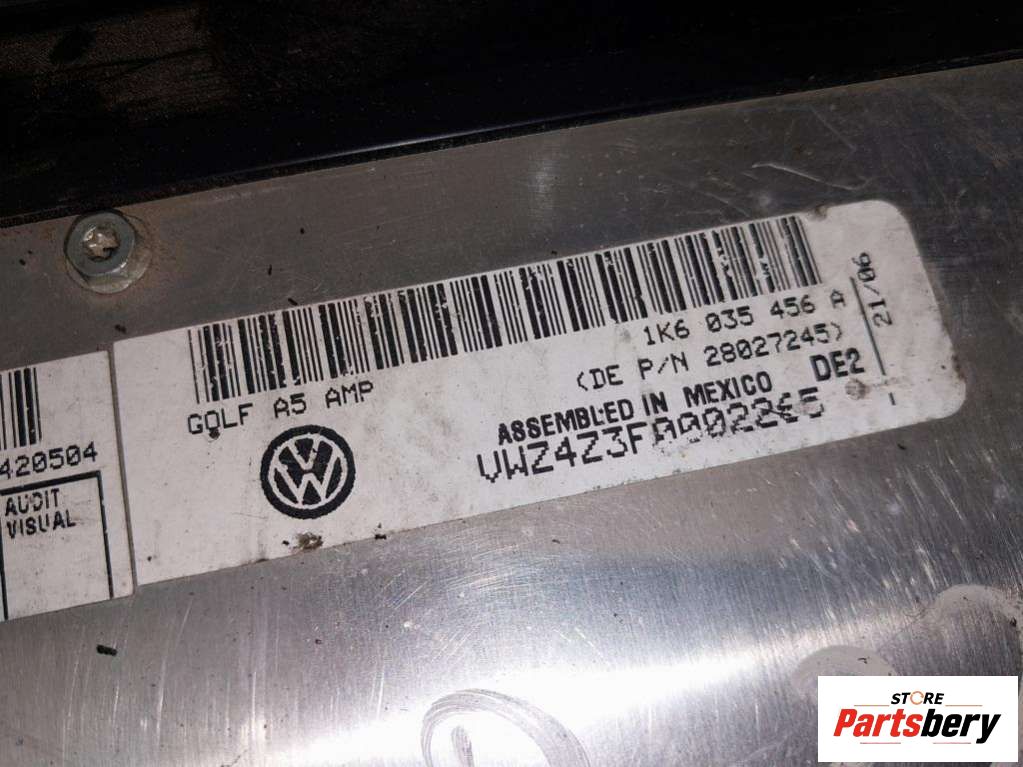 1K6 035 456 A
21/06
GOLF A5 AMP
(DE P/N 28027245)
ASSEMBLED IN MEXICO DE2
420504
AUDIT
VISUAL
STORE
Partsbery